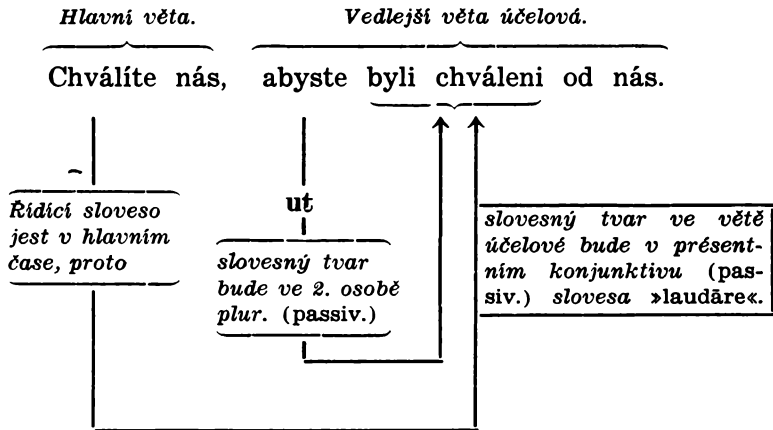 Hlavní věta.
Vedlejší věta účelová.
Chválíte nás, abyste byli chváleni od nás.
Řídící sloveso
jest v hlavním
čase, proto
ut
slovesný tvar
bude ve 2. osobě
plur. (passiv.)
slovesný tvar ve větě
účelové bude v présent-
ním konjunktivu (pas-
siv.) slovesa »laudāre«.